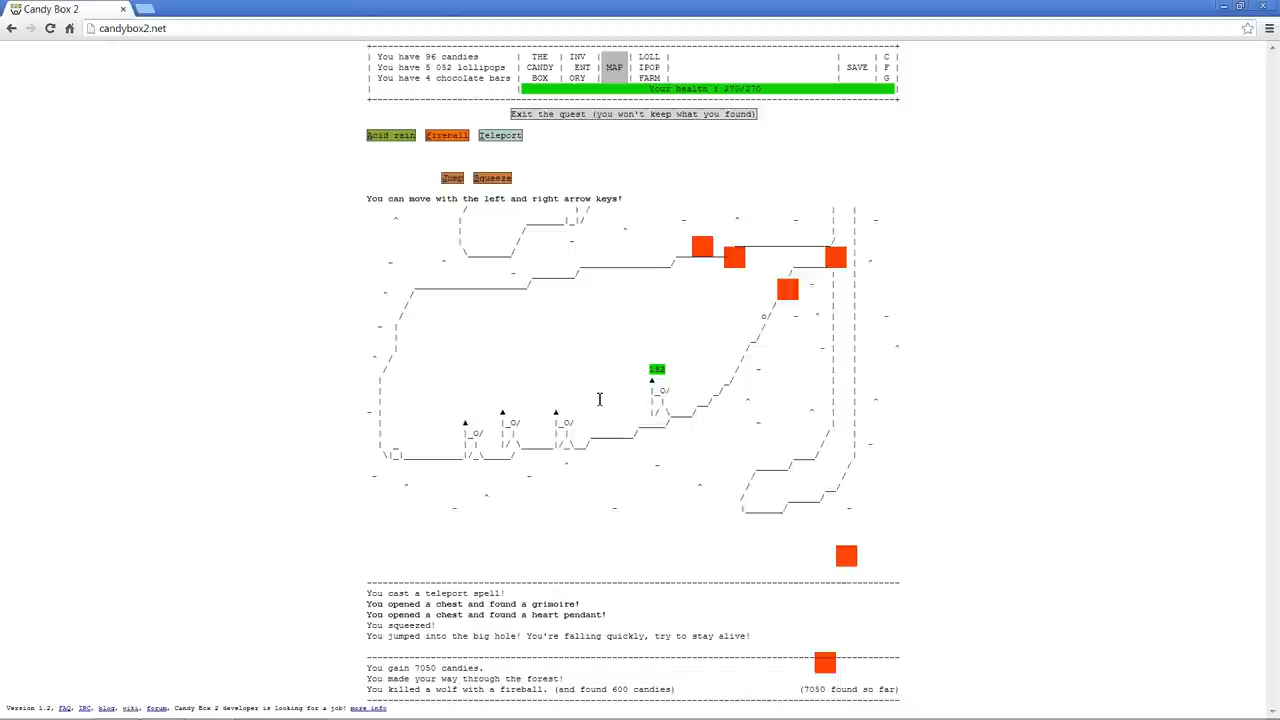 Candy Box 2
candybox2.net
You have 96 candies | THE | INV | MAP | LOLL | SAVE | C
You have 5 052 lollipops | CANDY | ENT | IPOP | F
You have 4 chocolate bars | BOX | ORY | FARM | G
Your health : 270/270
Exit the quest (you won't keep what you found)
Acid rain Fireball Teleport
Jump Squeeze
You can move with the left and right arrow keys!
You cast a teleport spell!
You opened a chest and found a grimoire!
You opened a chest and found a heart pendant!
You squeezed!
You jumped into the big hole! You're falling quickly, try to stay alive!
You gain 7050 candies.
You made your way through the forest!
You killed a wolf with a fireball. (and found 600 candies) (7050 found so far)
Version 1.2, FAQ, IRC, blog, wiki, forum, Candy Box 2 developer is looking for a job! more info